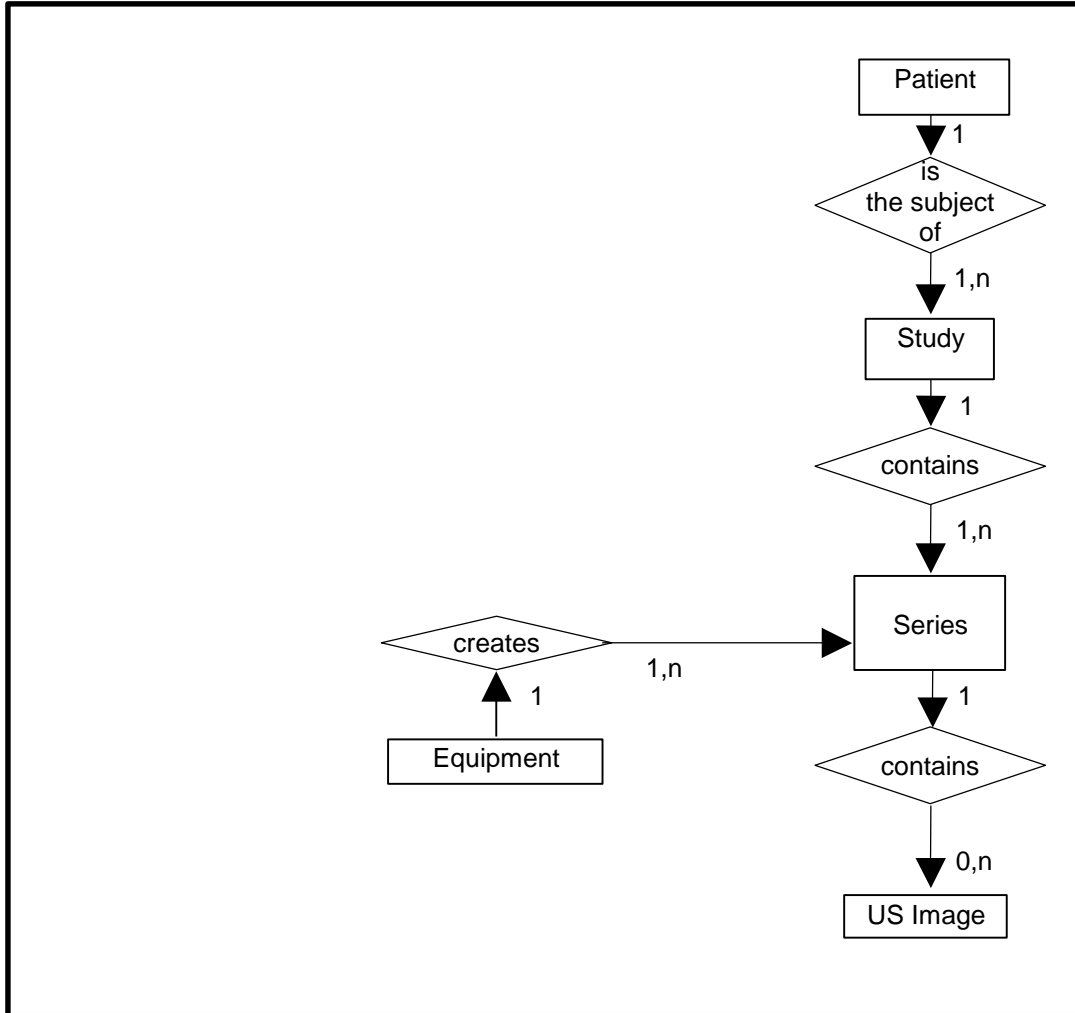 Patient
1
is
the subject
of
1,n
Study
1
contains
1,n
Series
creates
1,n
1
1
Equipment
contains
0,n
US Image